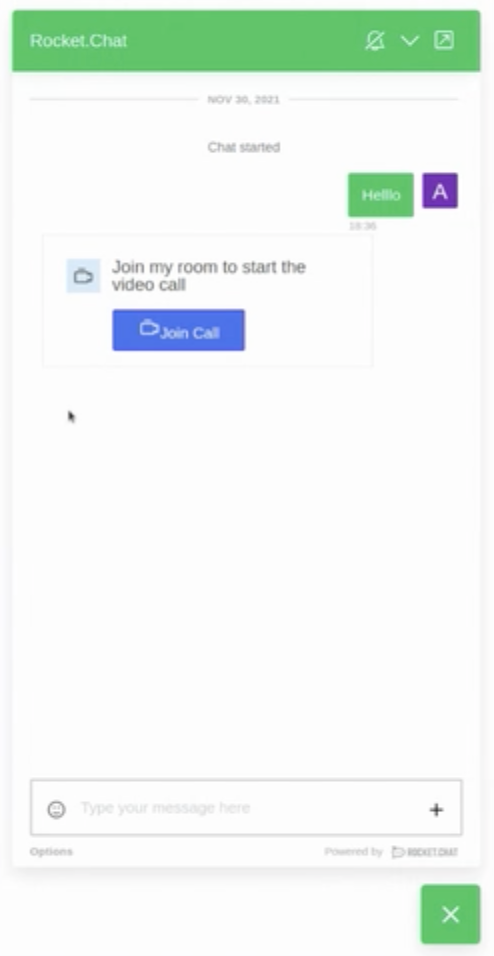 Rocket.Chat
NOV 30, 2021
Chat started
Helllo
A
18:36
Join my room to start the
video call
Join Call
Type your message here
Options
Powered by ROCKET.CHAT